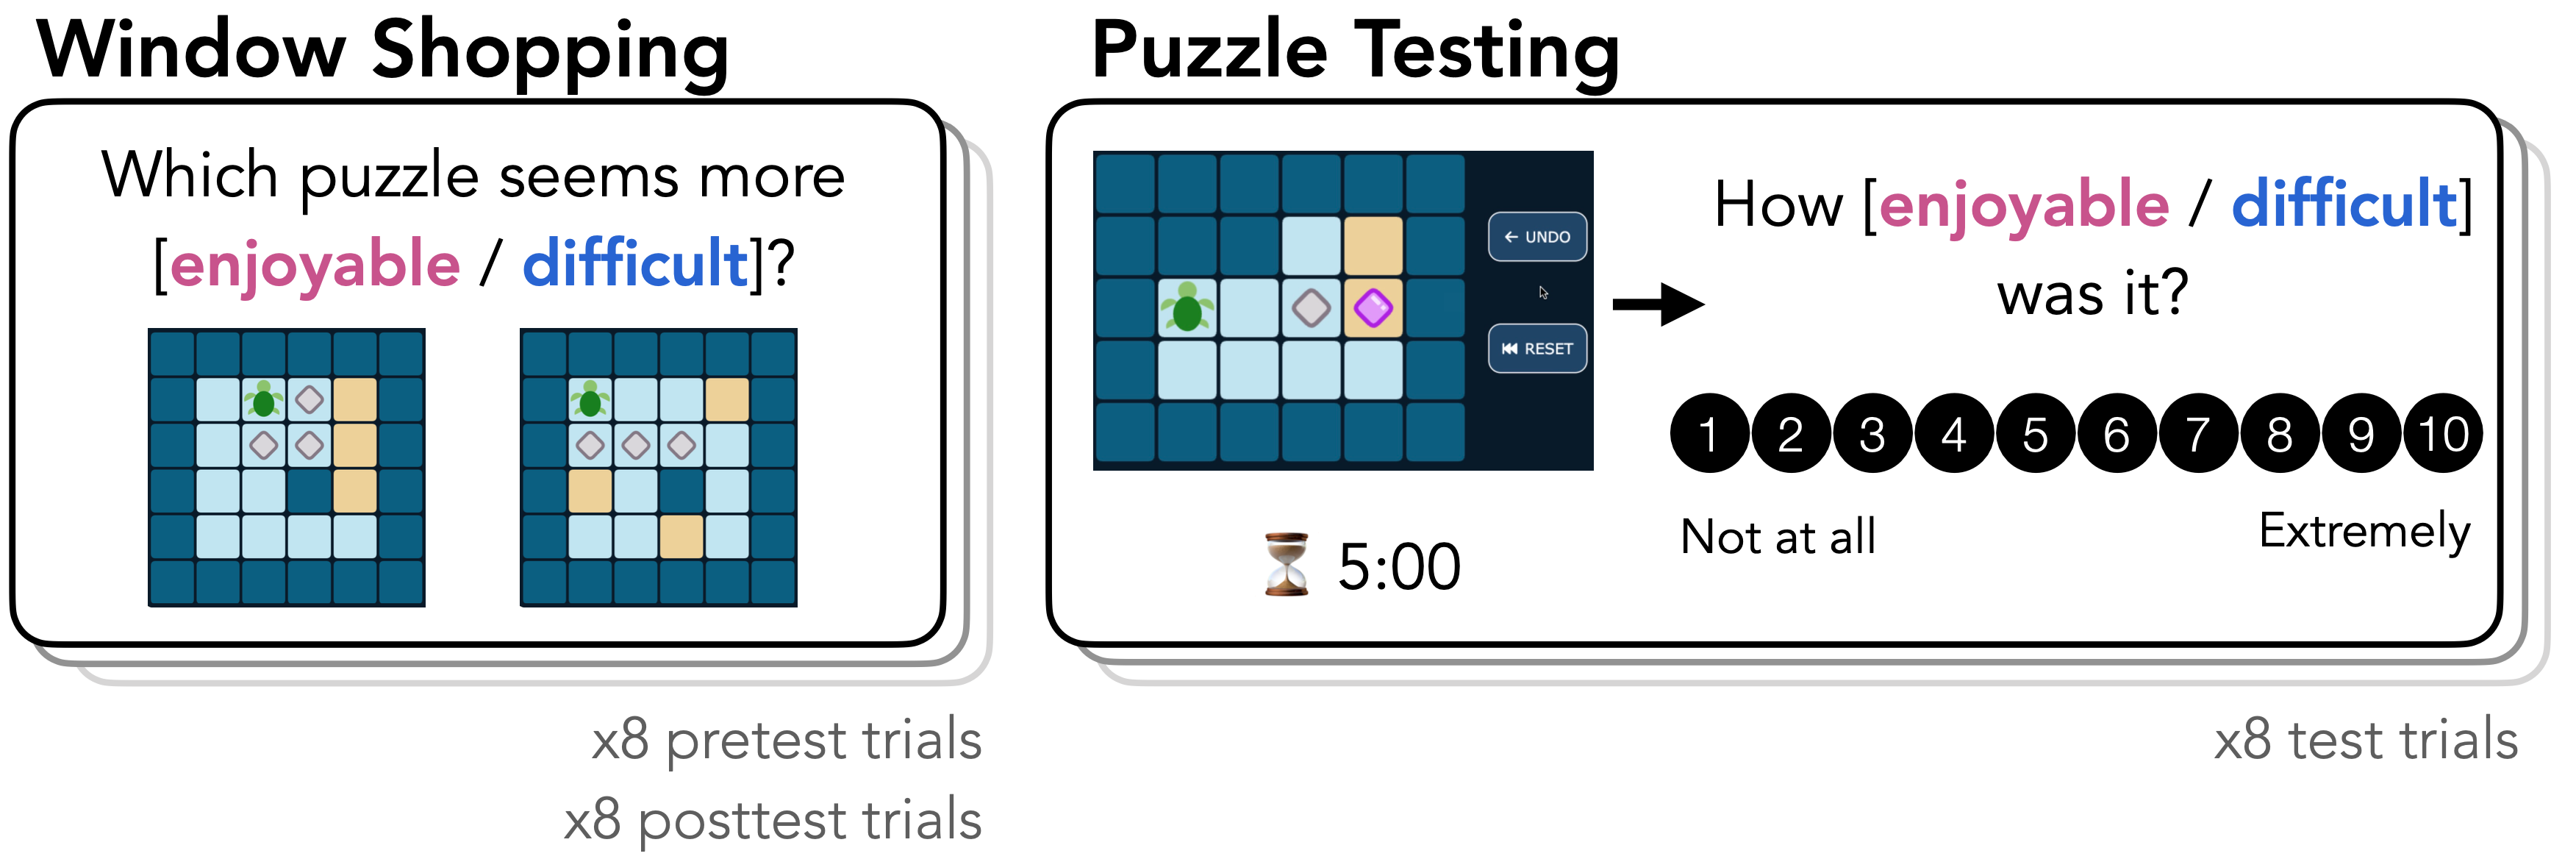 Window Shopping
Which puzzle seems more
[enjoyable / difficult]?
x8 pretest trials
x8 posttest trials
Puzzle Testing
← UNDO
⏮ RESET
5:00
How [enjoyable / difficult]
was it?
1 2 3 4 5 6 7 8 9 10
Not at all
Extremely
x8 test trials